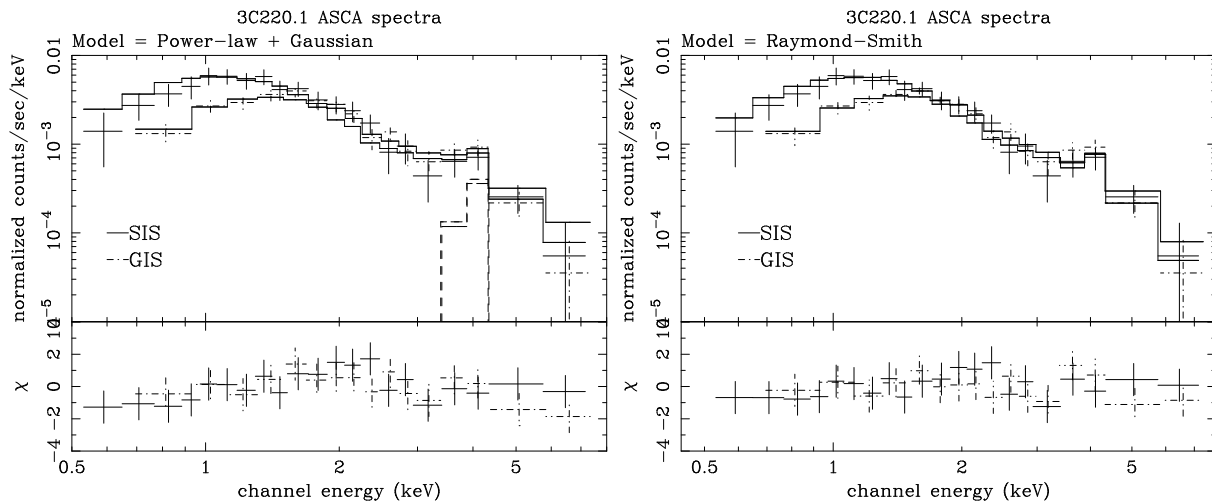 3C220.1 ASCA spectra
Model = Power-law + Gaussian
normalized counts/sec/keV
0.01
10−3
10−4
10−5
SIS
GIS
χ
2
0
−2
−4
0.5 1 2 5
channel energy (keV)
3C220.1 ASCA spectra
Model = Raymond-Smith
normalized counts/sec/keV
0.01
10−3
10−4
10−5
SIS
GIS
χ
2
0
−2
−4
0.5 1 2 5
channel energy (keV)